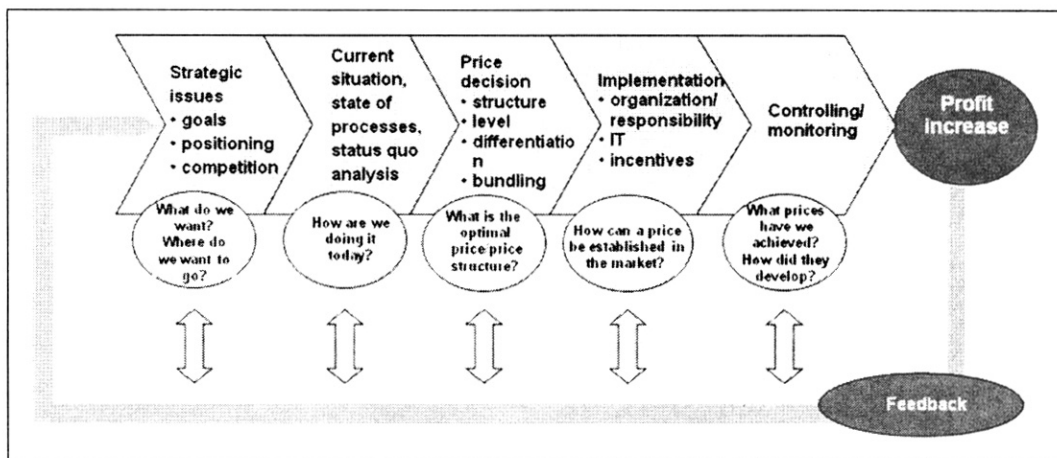 Strategic
issues
• goals
• positioning
• competition
Current
situation,
state of
processes,
status quo
analysis
Price
decision
• structure
• level
• differentiatio
n
• bundling
Implementation
• organization/
responsibility
• IT
• incentives
Controlling/
monitoring
Profit
increase
What do we
want?
Where do
we want to
go?
How are we
doing it
today?
What is the
optimal
price/price
structure?
How can a price
be established in
the market?
What prices
have we
achieved?
How did they
develop?
Feedback